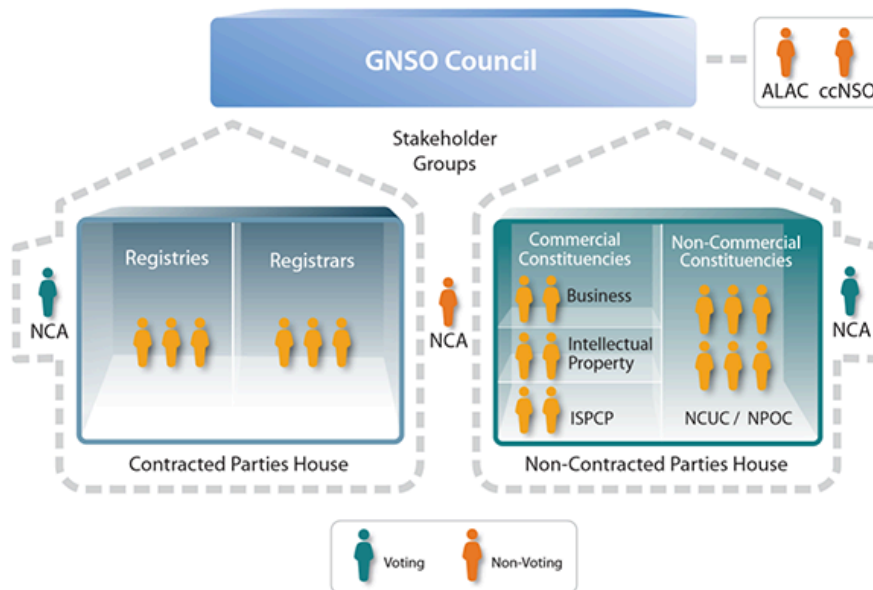 GNSO Council
ALAC ccNSO
Stakeholder
Groups
Registries
Registrars
Commercial
Constituencies
Non-Commercial
Constituencies
Business
Intellectual
Property
ISPCP
NCUC / NPOC
NCA
NCA
NCA
Contracted Parties House
Non-Contracted Parties House
Voting
Non-Voting